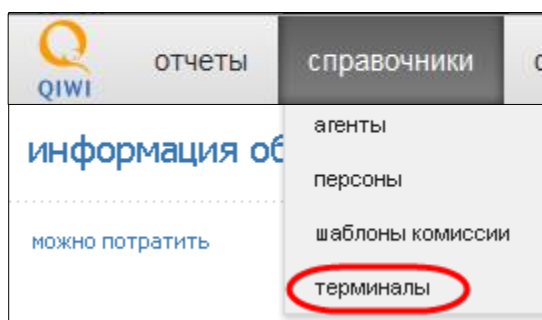 QIWI
отчеты
справочники
агенты
информация об
персоны
можно потратить
шаблоны комиссии
терминалы